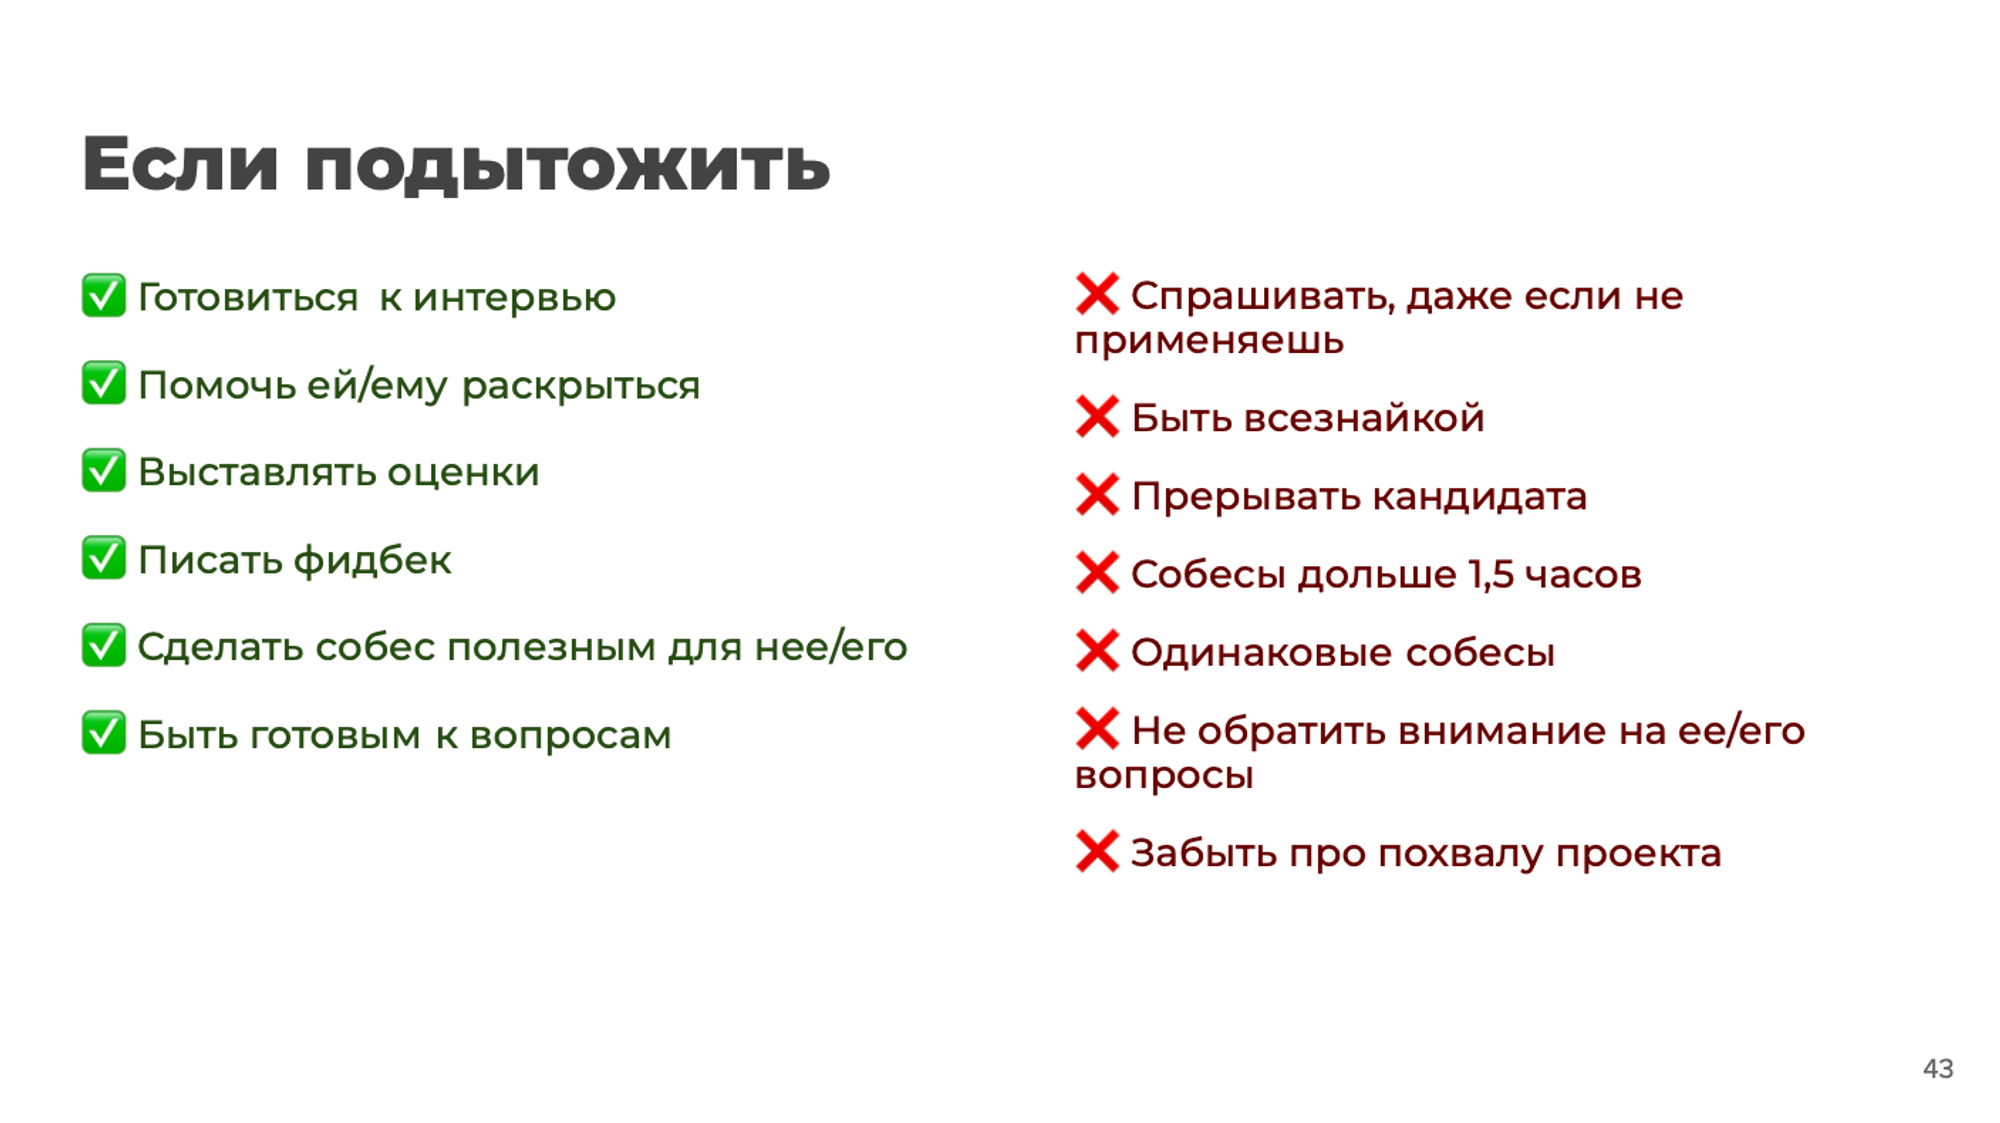 Если подытожить
✅ Готовиться к интервью
✅ Помочь ей/ему раскрыться
✅ Выставлять оценки
✅ Писать фидбек
✅ Сделать собес полезным для нее/его
✅ Быть готовым к вопросам
❌ Спрашивать, даже если не
применяешь
❌ Быть всезнайкой
❌ Прерывать кандидата
❌ Собесы дольше 1,5 часов
❌ Одинаковые собесы
❌ Не обратить внимание на ее/его
вопросы
❌ Забыть про похвалу проекта
43